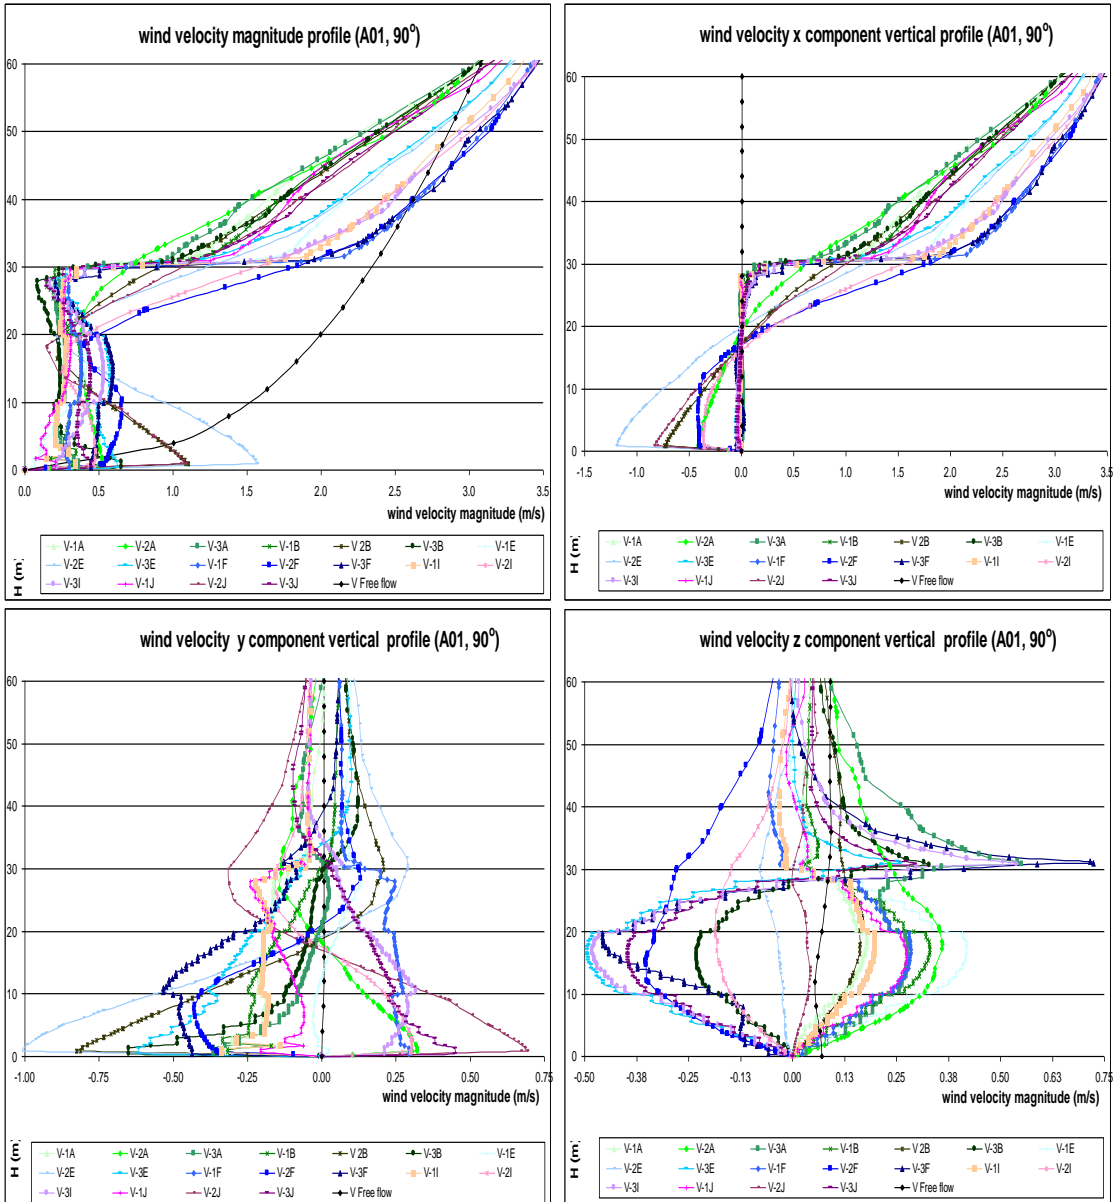 wind velocity magnitude profile (A01, 90°)
60
50
40
30
20
10
0
0.0 0.5 1.0 1.5 2.0 2.5 3.0 3.5
wind velocity magnitude (m/s)
H (m)
V-1A V-2A V-3A V-1B V 2B V-3B V-1E
V-2E V-3E V-1F V-2F V-3F V-1I V-2I
V-3I V-1J V-2J V-3J V Free flow
wind velocity x component vertical profile (A01, 90°)
60
50
40
30
20
10
0
-1.5 -1.0 -0.5 0.0 0.5 1.0 1.5 2.0 2.5 3.0 3.5
wind velocity magnitude (m/s)
H (m)
V-1A V-2A V-3A V-1B V 2B V-3B V-1E
V-2E V-3E V-1F V-2F V-3F V-1I V-2I
V-3I V-1J V-2J V-3J V Free flow
wind velocity y component vertical profile (A01, 90°)
60
50
40
30
20
10
0
-1.00 -0.75 -0.50 -0.25 0.00 0.25 0.50 0.75
wind velocity magnitude (m/s)
H (m)
V-1A V-2A V-3A V-1B V 2B V-3B V-1E
V-2E V-3E V-1F V-2F V-3F V-1I V-2I
V-3I V-1J V-2J V-3J V Free flow
wind velocity z component vertical profile (A01, 90°)
60
50
40
30
20
10
0
-0.50 -0.38 -0.25 -0.13 0.00 0.13 0.25 0.38 0.50 0.63 0.75
wind velocity magnitude (m/s)
H (m)
V-1A V-2A V-3A V-1B V 2B V-3B V-1E
V-2E V-3E V-1F V-2F V-3F V-1I V-2I
V-3I V-1J V-2J V-3J V Free flow